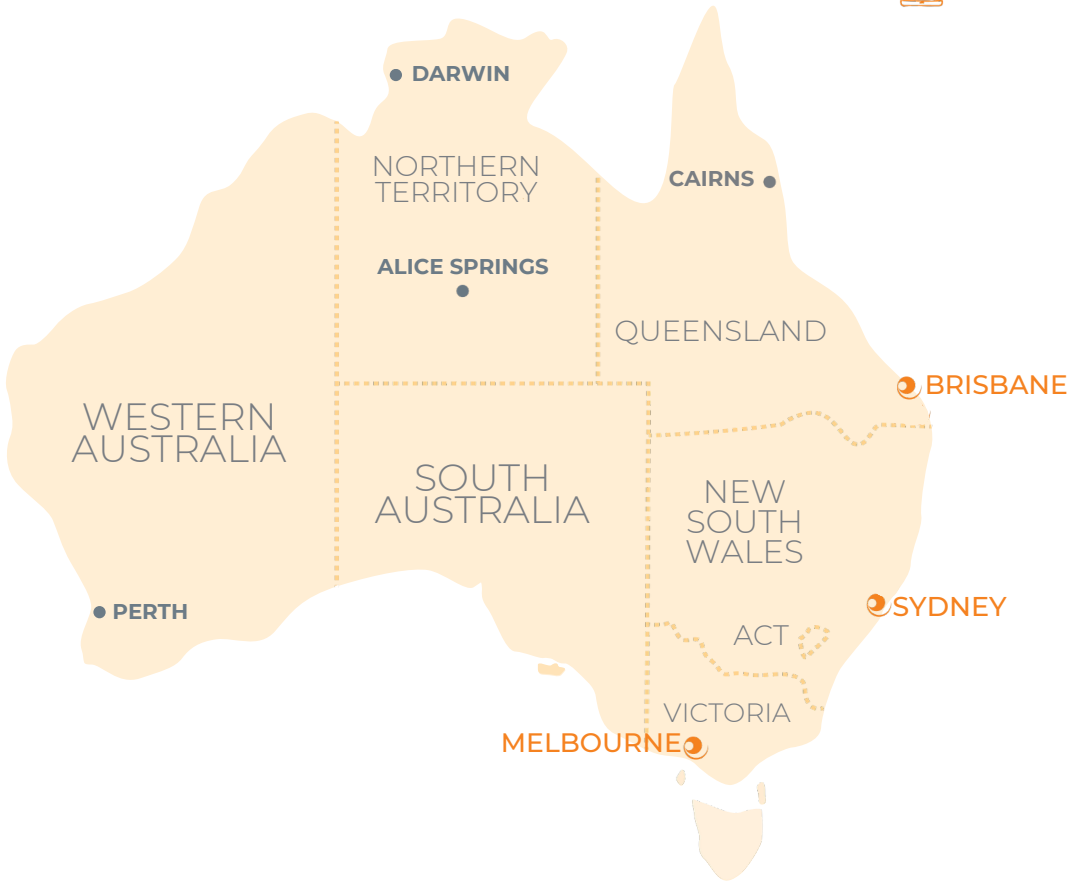 DARWIN
NORTHERN
TERRITORY
CAIRNS
ALICE SPRINGS
QUEENSLAND
BRISBANE
WESTERN
AUSTRALIA
SOUTH
AUSTRALIA
NEW
SOUTH
WALES
PERTH
SYDNEY
ACT
VICTORIA
MELBOURNE